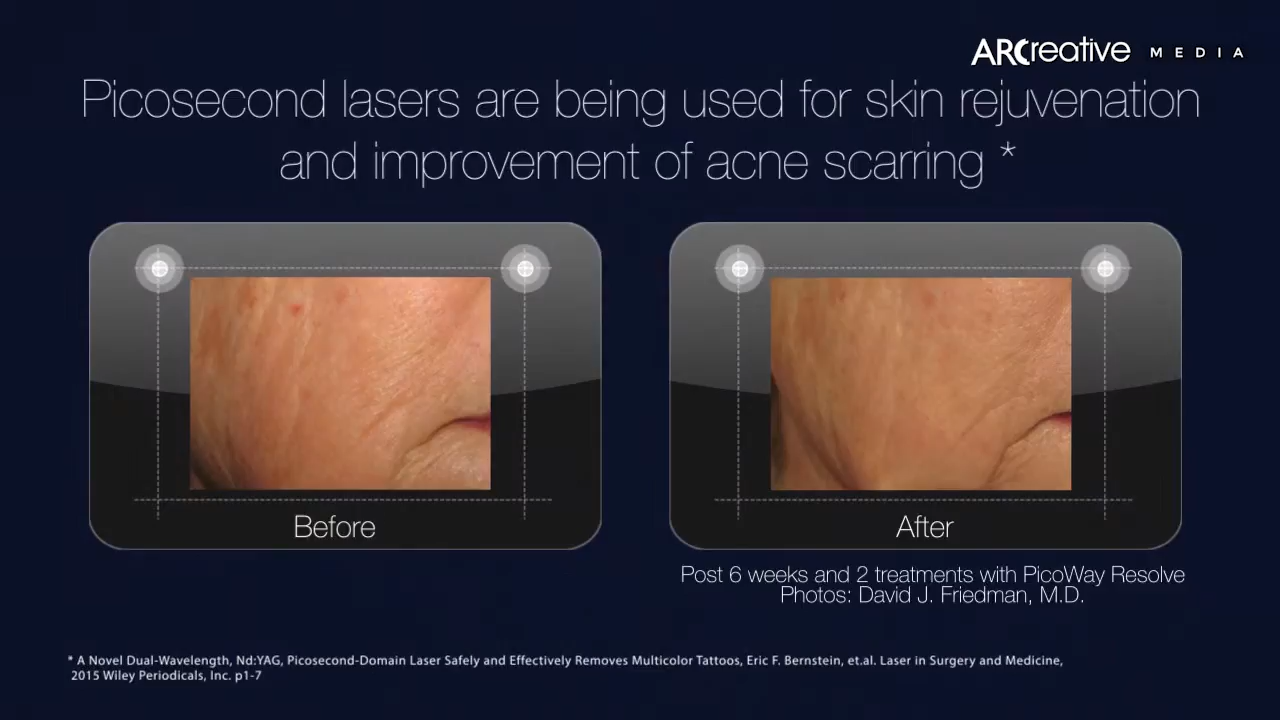 ARCreative MEDIA
Picosecond lasers are being used for skin rejuvenation
and improvement of acne scarring *
Before
After
Post 6 weeks and 2 treatments with PicoWay Resolve
Photos: David J. Friedman, M.D.
* A Novel Dual-Wavelength, Nd:YAG, Picosecond-Domain Laser Safely and Effectively Removes Multicolor Tattoos, Eric F. Bernstein, et.al. Laser in Surgery and Medicine,
2015 Wiley Periodicals, Inc. p1-7